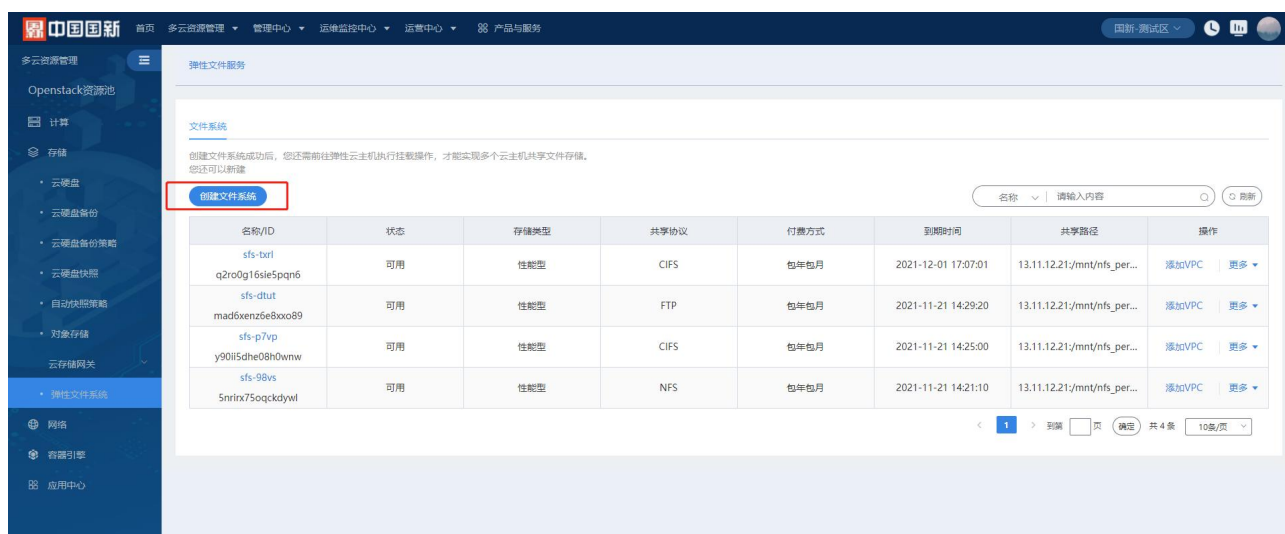 中国国新 首页 多云资源管理 管理中心 运维监控中心 运营中心 产品与服务 国新-测试区
多云资源管理
Openstack资源池
计算
存储
云硬盘
云硬盘备份
云硬盘备份策略
云硬盘快照
自动快照策略
对象存储
云存储网关
弹性文件系统
网络
容器引擎
应用中心
弹性文件服务
文件系统
创建文件系统成功后，您还需前往弹性云主机执行挂载操作，才能实现多个云主机共享文件存储。
您还可以新建
创建文件系统 名称 请输入内容 刷新
名称/ID 状态 存储类型 共享协议 付费方式 到期时间 共享路径 操作
sfs-txrl
q2ro0g16sie5pqn6 可用 性能型 CIFS 包年包月 2021-12-01 17:07:01 13.11.12.21:/mnt/nfs_per... 添加VPC 更多
sfs-dtut
mad6xenz6e8xxo89 可用 性能型 FTP 包年包月 2021-11-21 14:29:20 13.11.12.21:/mnt/nfs_per... 添加VPC 更多
sfs-p7vp
y90ii5dhe08h0wnw 可用 性能型 CIFS 包年包月 2021-11-21 14:25:00 13.11.12.21:/mnt/nfs_per... 添加VPC 更多
sfs-98vs
5nrirx75oqckdywl 可用 性能型 NFS 包年包月 2021-11-21 14:21:10 13.11.12.21:/mnt/nfs_per... 添加VPC 更多
1 到第 页 确定 共 4 条 10条/页